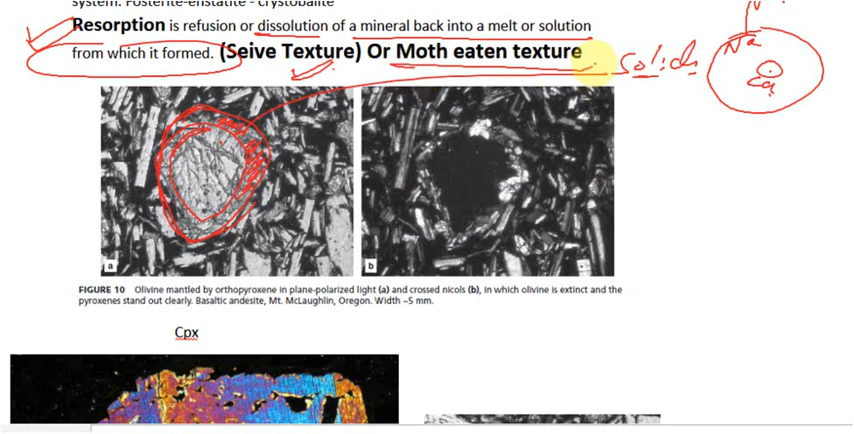 system. Fosterite-enstatite - crystobalite
Resorption is refusion or dissolution of a mineral back into a melt or solution
from which it formed. (Seive Texture) Or Moth eaten texture
Na
Ca
a
b
FIGURE 10 Olivine mantled by orthopyroxene in plane-polarized light (a) and crossed nicols (b), in which olivine is extinct and the
pyroxenes stand out clearly. Basaltic andesite, Mt. McLaughlin, Oregon. Width ~5 mm.
Cpx